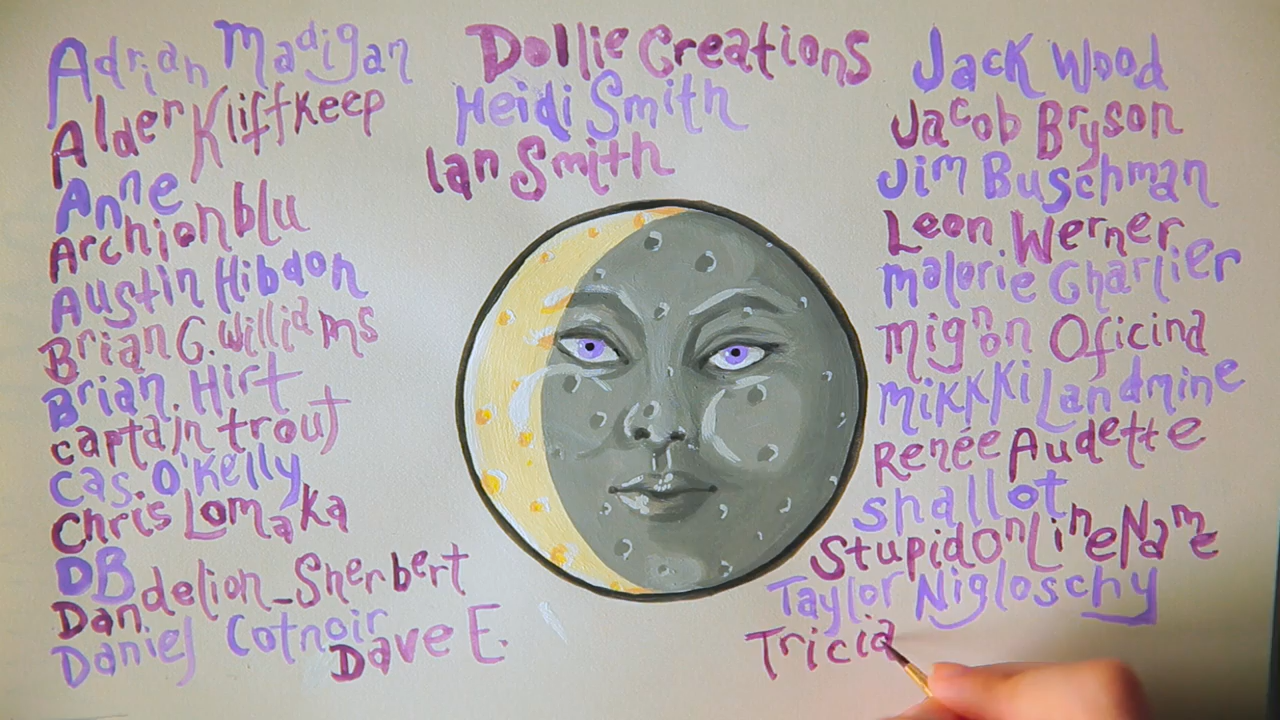 Adrian Madigan
Alder Kliffkeep
Anne
Archionblu
Austin Hibdon
Brian G. Williams
Brian Hirt
captain trout
Cas O'Kelly
Chris Lomaka
DB
Dandelion_Sherbert
Daniel Cotnoir
Dave E.
Dollie Creations
Heidi Smith
Ian Smith
Jack Wood
Jacob Bryson
Jim Buschman
Leon Werner
Malorie Charlier
Mignon Oficina
Mikkki Landmine
Renée Audette
shallot
StupidOnlineName
Taylor Nigloschy
Tricia